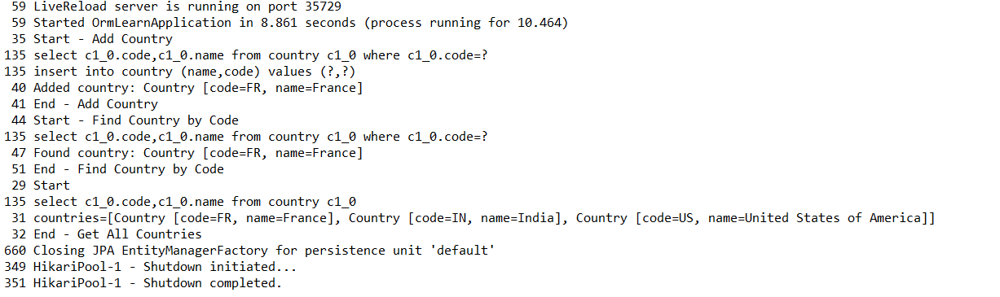 59 LiveReload server is running on port 35729
59 Started OrmLearnApplication in 8.861 seconds (process running for 10.464)
35 Start - Add Country
135 select c1_0.code,c1_0.name from country c1_0 where c1_0.code=?
135 insert into country (name,code) values (?,?)
40 Added country: Country [code=FR, name=France]
41 End - Add Country
44 Start - Find Country by Code
135 select c1_0.code,c1_0.name from country c1_0 where c1_0.code=?
47 Found country: Country [code=FR, name=France]
51 End - Find Country by Code
29 Start
135 select c1_0.code,c1_0.name from country c1_0
31 countries=[Country [code=FR, name=France], Country [code=IN, name=India], Country [code=US, name=United States of America]]
32 End - Get All Countries
660 Closing JPA EntityManagerFactory for persistence unit 'default'
349 HikariPool-1 - Shutdown initiated...
351 HikariPool-1 - Shutdown completed.